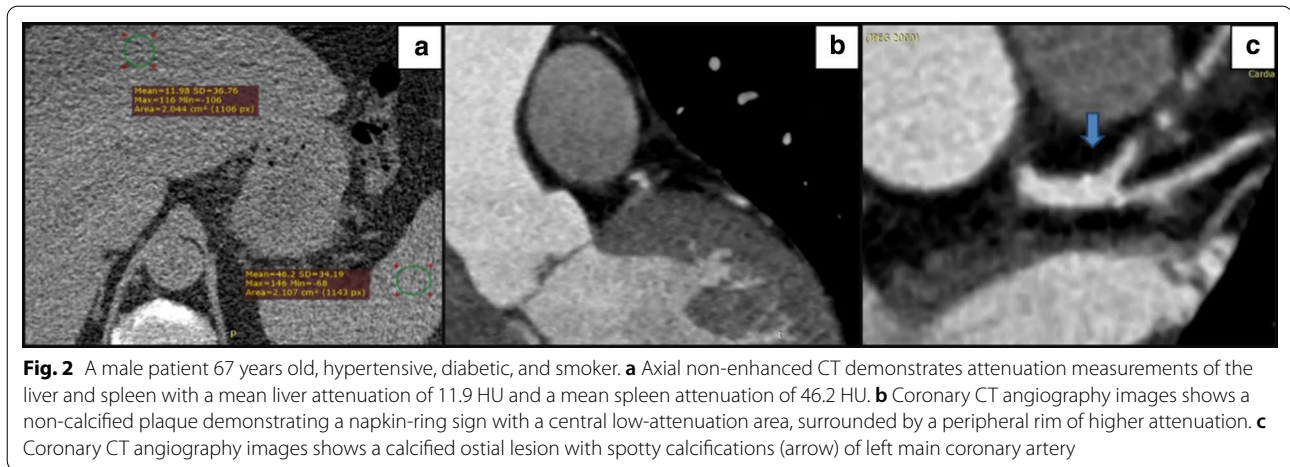 a
Mean=11.98 SD=36.76
Max=116 Min=-106
Area=2.044 cm² (1106 px)
Mean=46.2 SD=34.19
Max=146 Min=-68
Area=2.107 cm² (1143 px)
P
b
(JPEG 2000)
c
Cardia
Fig. 2 A male patient 67 years old, hypertensive, diabetic, and smoker. a Axial non-enhanced CT demonstrates attenuation measurements of the
liver and spleen with a mean liver attenuation of 11.9 HU and a mean spleen attenuation of 46.2 HU. b Coronary CT angiography images shows a
non-calcified plaque demonstrating a napkin-ring sign with a central low-attenuation area, surrounded by a peripheral rim of higher attenuation. c
Coronary CT angiography images shows a calcified ostial lesion with spotty calcifications (arrow) of left main coronary artery